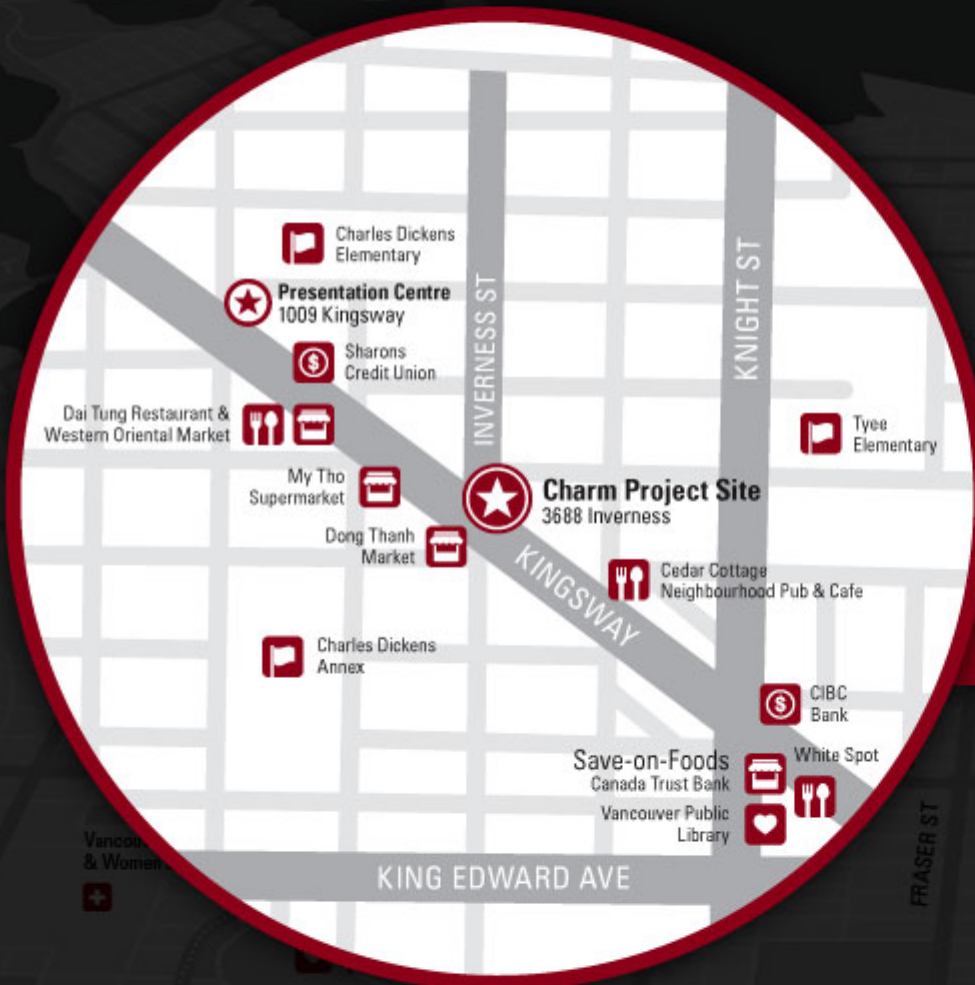 Charles Dickens
Elementary
Presentation Centre
1009 Kingsway
Sharons
Credit Union
Dai Tung Restaurant &
Western Oriental Market
My Tho
Supermarket
Dong Thanh
Market
INVERNESS ST
KNIGHT ST
Tyee
Elementary
Charm Project Site
3688 Inverness
KINGSWAY
Cedar Cottage
Neighbourhood Pub & Cafe
Charles Dickens
Annex
CIBC
Bank
White Spot
Save-on-Foods
Canada Trust Bank
Vancouver Public
Library
KING EDWARD AVE
& Women
FRASER ST